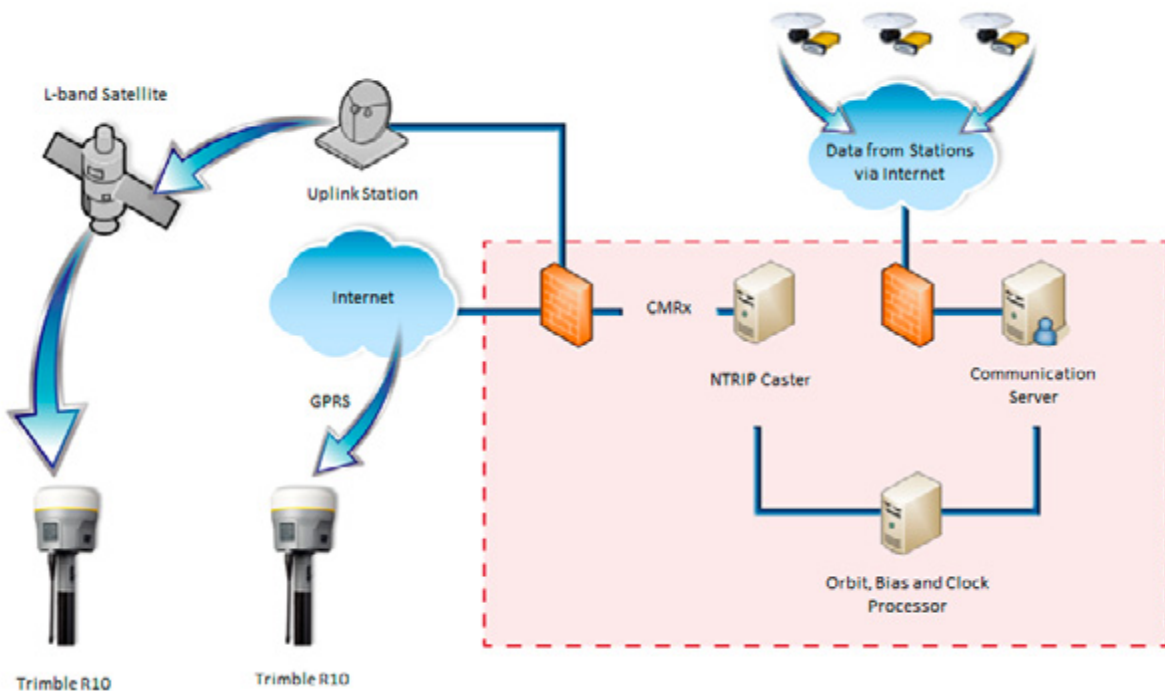 L-band Satellite
Uplink Station
Data from Stations
via Internet
Internet
CMRx
NTRIP Caster
Communication
Server
GPRS
Orbit, Bias and Clock
Processor
Trimble R10
Trimble R10